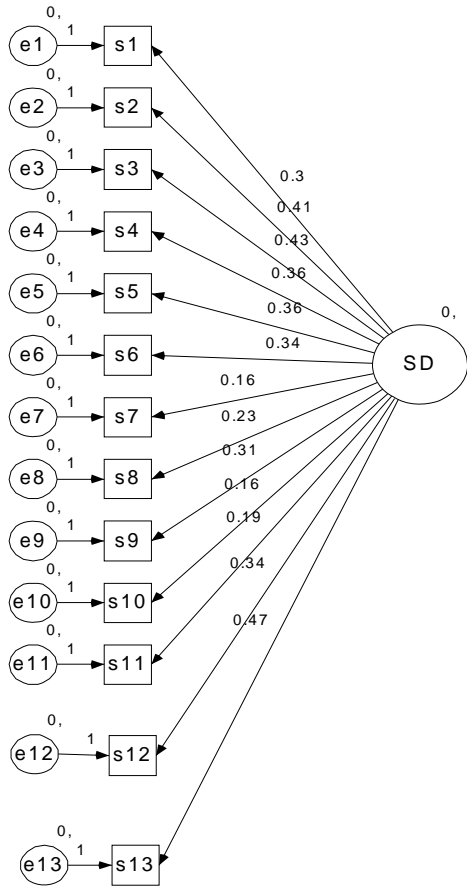 0,
e1 1 s1
0,
e2 1 s2
0,
e3 1 s3
0,
e4 1 s4
0,
e5 1 s5
0,
e6 1 s6
0,
e7 1 s7
0,
e8 1 s8
0,
e9 1 s9
0,
e10 1 s10
0,
e11 1 s11
0,
e12 1 s12
0,
e13 1 s13
0.3
0.41
0.43
0.36
0.36
0.34
0.16
0.23
0.31
0.16
0.19
0.34
0.47
0,
SD